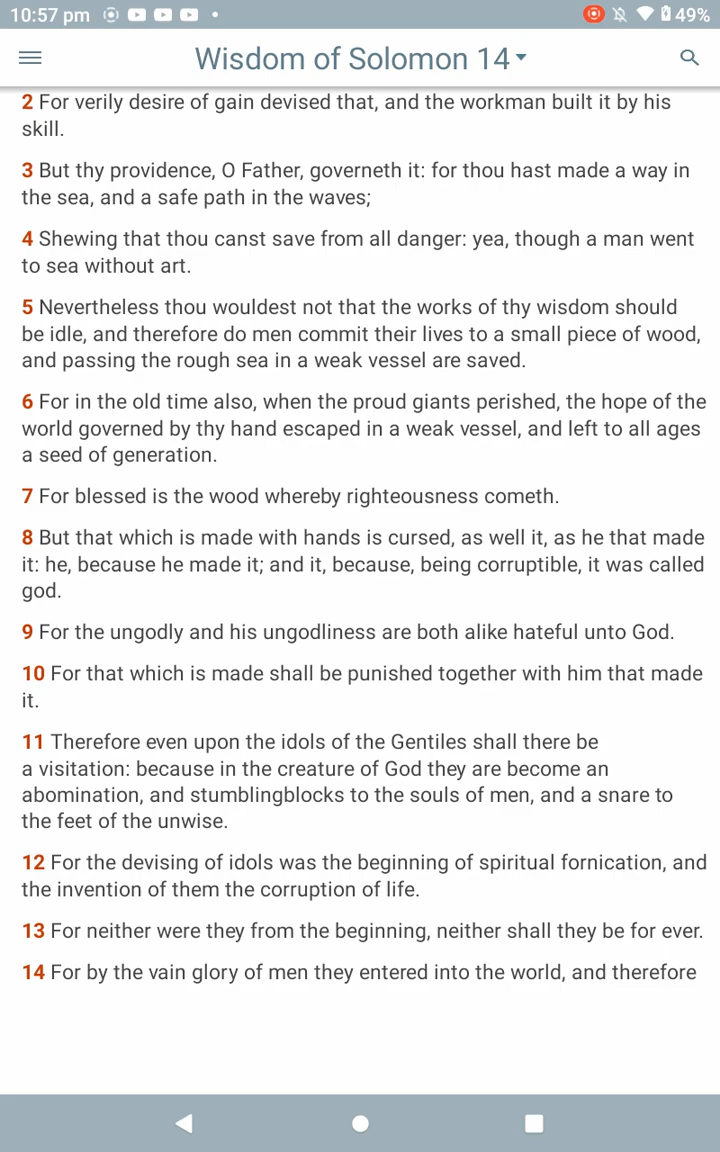 10:57 pm
49%
Wisdom of Solomon 14
2 For verily desire of gain devised that, and the workman built it by his
skill.
3 But thy providence, O Father, governeth it: for thou hast made a way in
the sea, and a safe path in the waves;
4 Shewing that thou canst save from all danger: yea, though a man went
to sea without art.
5 Nevertheless thou wouldest not that the works of thy wisdom should
be idle, and therefore do men commit their lives to a small piece of wood,
and passing the rough sea in a weak vessel are saved.
6 For in the old time also, when the proud giants perished, the hope of the
world governed by thy hand escaped in a weak vessel, and left to all ages
a seed of generation.
7 For blessed is the wood whereby righteousness cometh.
8 But that which is made with hands is cursed, as well it, as he that made
it: he, because he made it; and it, because, being corruptible, it was called
god.
9 For the ungodly and his ungodliness are both alike hateful unto God.
10 For that which is made shall be punished together with him that made
it.
11 Therefore even upon the idols of the Gentiles shall there be
a visitation: because in the creature of God they are become an
abomination, and stumblingblocks to the souls of men, and a snare to
the feet of the unwise.
12 For the devising of idols was the beginning of spiritual fornication, and
the invention of them the corruption of life.
13 For neither were they from the beginning, neither shall they be for ever.
14 For by the vain glory of men they entered into the world, and therefore